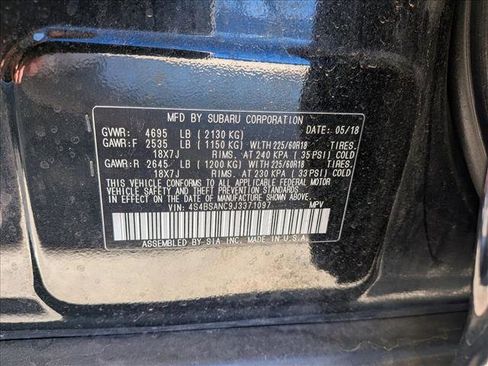 MFD BY SUBARU CORPORATION
GVWR: 4695 LB (2130 KG) DATE: 05/18
GAWR:F 2535 LB (1150 KG) WITH 225/60R18 TIRES.
18X7J RIMS. AT 240 KPA (35 PSI) COLD
GAWR:R 2645 LB (1200 KG) WITH 225/60R18 TIRES.
18X7J RIMS. AT 230 KPA (33 PSI) COLD
THIS VEHICLE CONFORMS TO ALL APPLICABLE FEDERAL MOTOR
VEHICLE SAFETY, BUMPER, AND THEFT PREVENTION STANDARDS
IN EFFECT ON THE DATE OF MANUFACTURE SHOWN ABOVE.
VIN: 4S4BSANC9J3371097 MPV
ASSEMBLED BY SIA INC. MADE IN U.S.A.